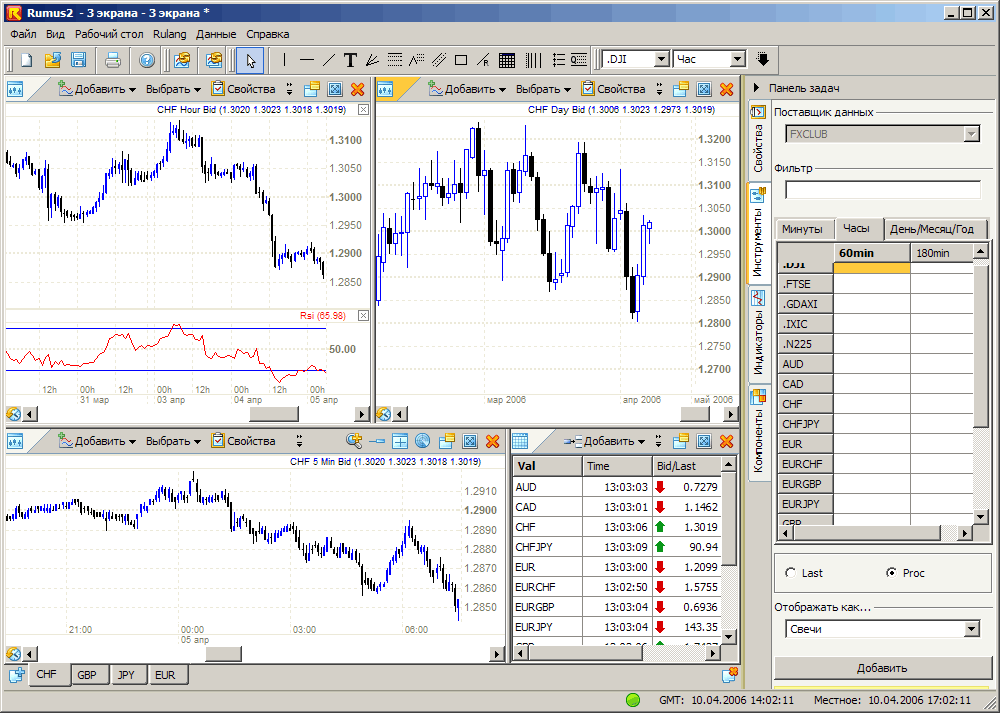 Rumus2 - 3 экрана - 3 экрана *
Файл Вид Рабочий стол Rulang Данные Справка
.DJI Час
Добавить Выбрать Свойства
CHF Hour Bid (1.3020 1.3023 1.3018 1.3019)
1.3100
1.3050
1.3000
1.2950
1.2900
1.2850
Rsi (65.98)
50.00
12h 00h 12h 00h 12h 00h 12h 00h
31 мар 03 апр 04 апр 05 апр
Добавить Выбрать Свойства
CHF Day Bid (1.3006 1.3023 1.2973 1.3019)
1.3200
1.3150
1.3100
1.3050
1.3000
1.2950
1.2900
1.2850
1.2800
1.2750
1.2700
мар 2006 апр 2006 май 2006
Добавить Выбрать Свойства
CHF 5 Min Bid (1.3020 1.3023 1.3018 1.3019)
1.2910
1.2900
1.2890
1.2880
1.2870
1.2860
1.2850
21:00 00:00 03:00 06:00
05 апр
Добавить
Val Time Bid/Last
AUD 13:03:03 0.7279
CAD 13:03:01 1.1462
CHF 13:03:06 1.3019
CHFJPY 13:03:09 90.94
EUR 13:03:00 1.2099
EURCHF 13:02:50 1.5755
EURGBP 13:03:04 0.6936
EURJPY 13:03:04 143.35
CHF GBP JPY EUR
Панель задач
Свойства
Инструменты
Индикаторы
Компоненты
Поставщик данных
FXCLUB
Фильтр
Минуты Часы День/Месяц/Год
60min 180min
.DJI
.FTSE
.GDAXI
.IXIC
.N225
AUD
CAD
CHF
CHFJPY
EUR
EURCHF
EURGBP
EURJPY
GBP
Last Proc
Отображать как...
Свечи
Добавить
GMT: 10.04.2006 14:02:11 Местное: 10.04.2006 17:02:11